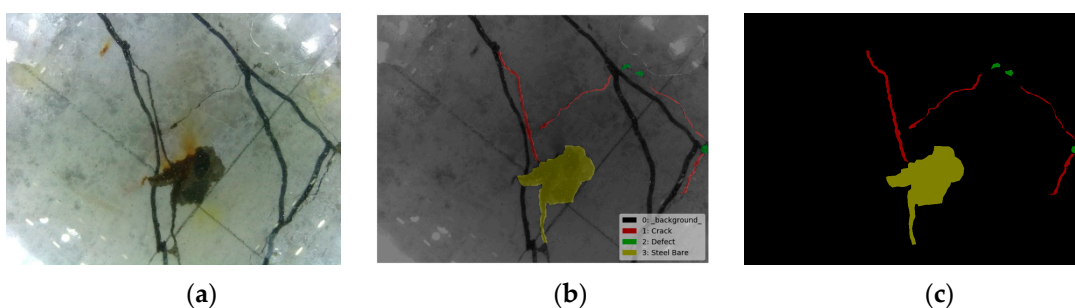 0: _background_
1: Crack
2: Defect
3: Steel Bare
(a)
(b)
(c)